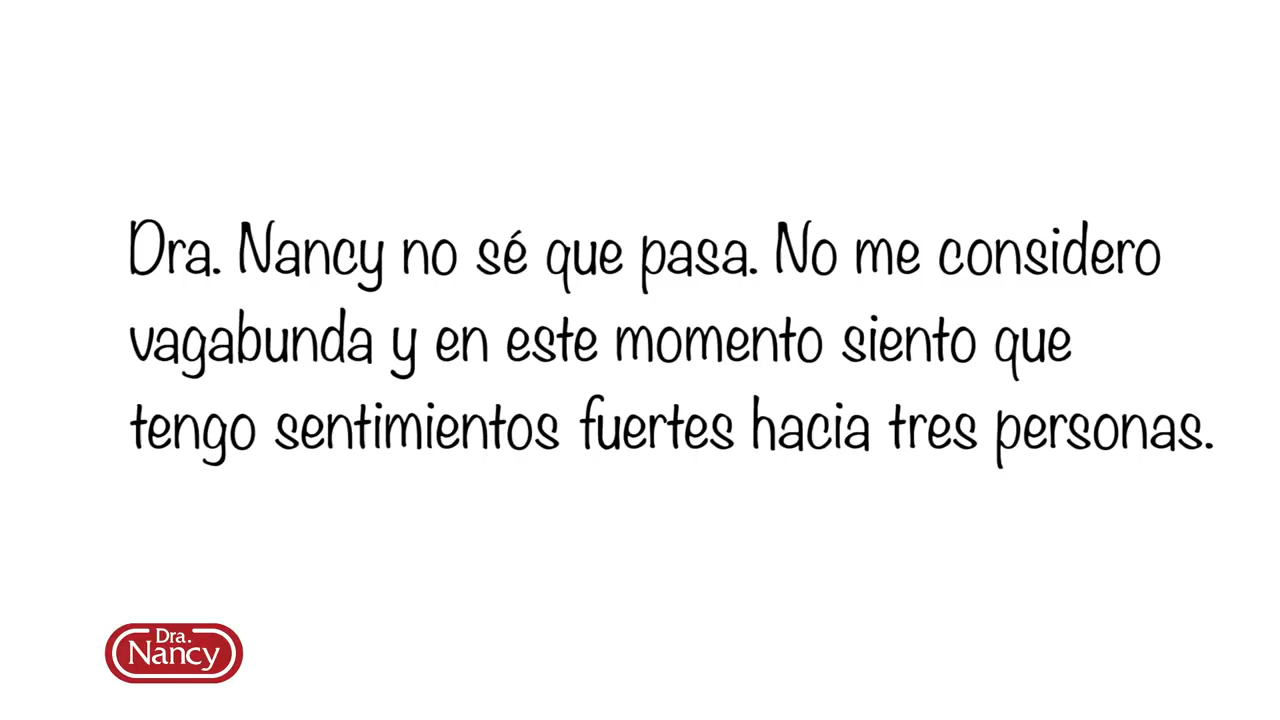 Dra. Nancy no sé que pasa. No me considero
vagabunda y en este momento siento que
tengo sentimientos fuertes hacia tres personas.
Dra.
Nancy